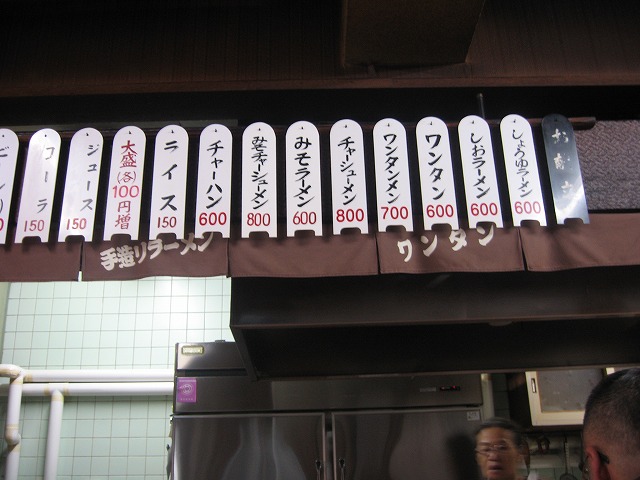 しょうゆラーメン
600
しおラーメン
600
ワンタン
600
ワンタンメン
700
チャーシューメン
800
みそラーメン
600
みそチャーシューメン
800
チャーハン
600
ライス
150
大盛(各)
100
円増
ジュース
150
コーラ
150
手造りラーメン
ワンタン